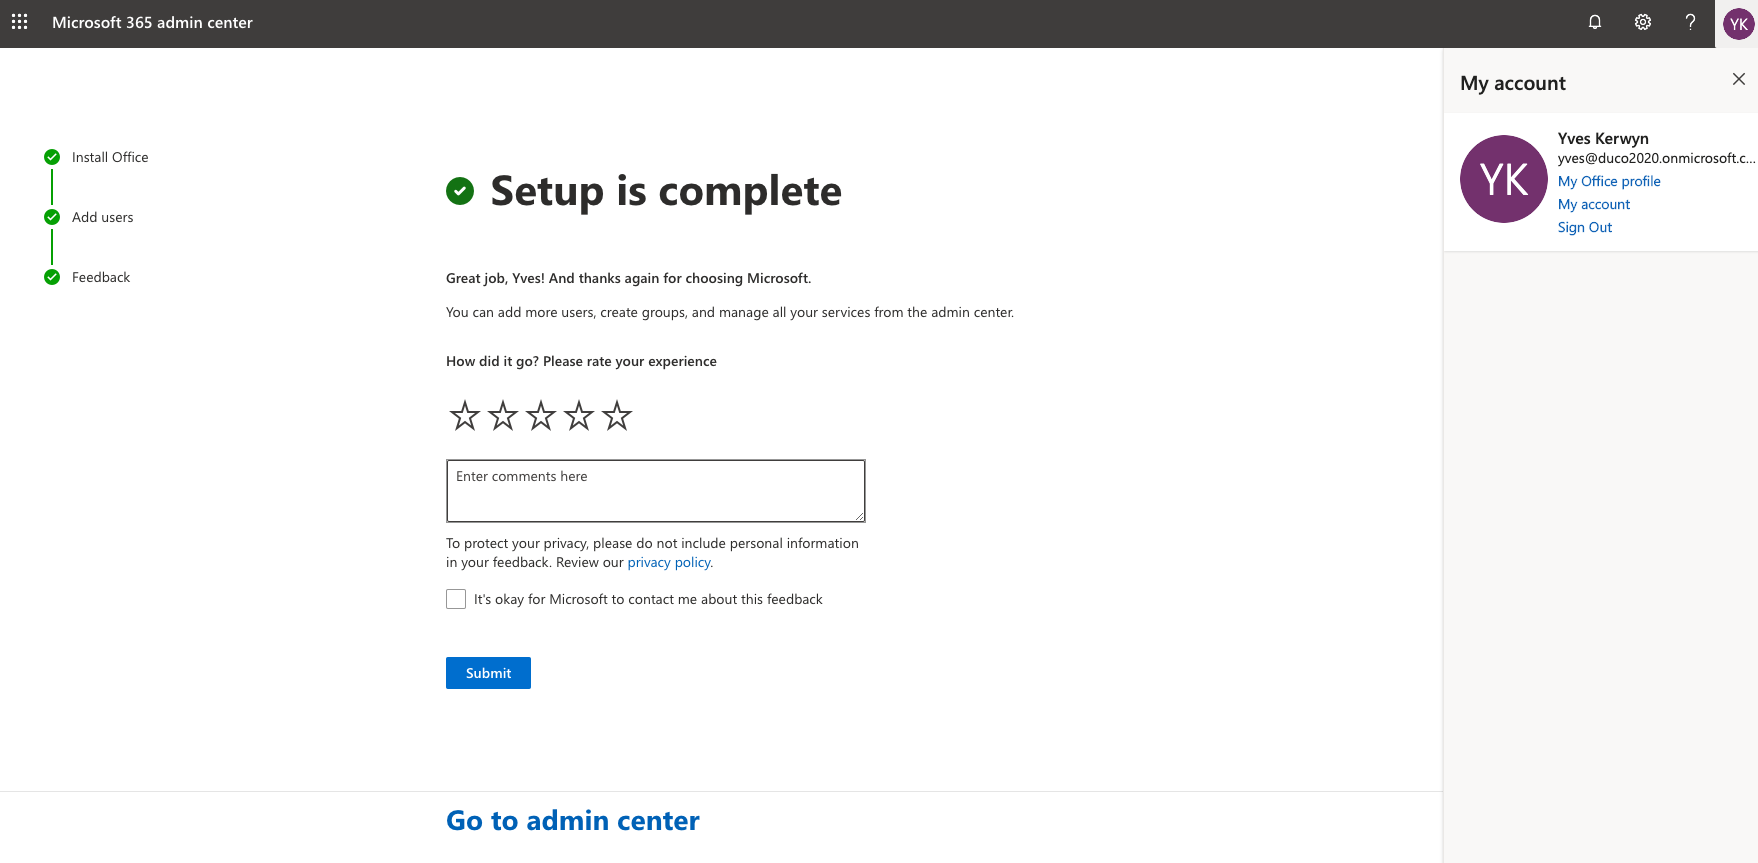 Microsoft 365 admin center
?
YK
Install Office
Add users
Feedback
Setup is complete
Great job, Yves! And thanks again for choosing Microsoft.
You can add more users, create groups, and manage all your services from the admin center.
How did it go? Please rate your experience
Enter comments here
To protect your privacy, please do not include personal information
in your feedback. Review our privacy policy.
It's okay for Microsoft to contact me about this feedback
Submit
Go to admin center
My account
YK
Yves Kerwyn
yves@duco2020.onmicrosoft.c...
My Office profile
My account
Sign Out